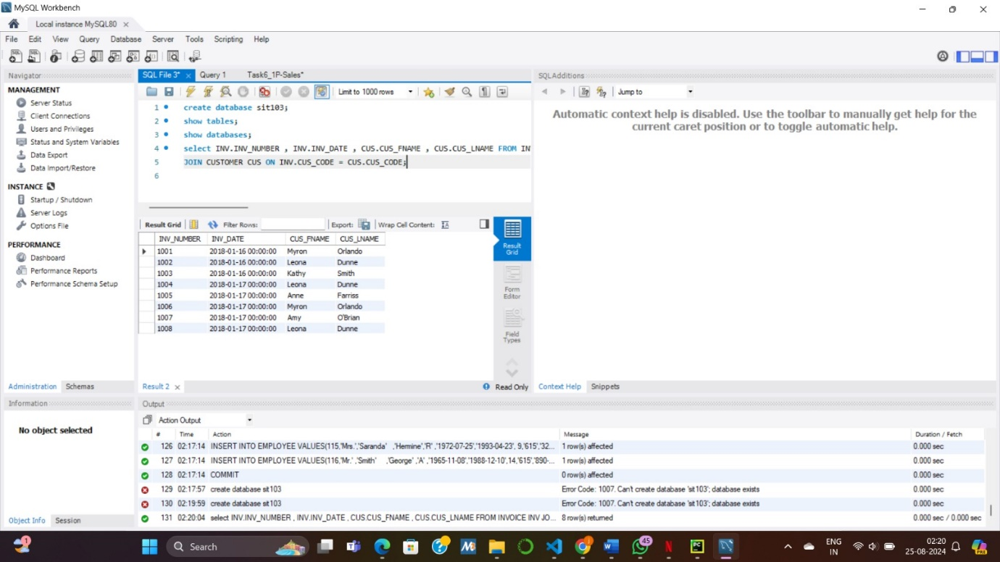 MySQL Workbench
Local instance MySQL80
File Edit View Query Database Server Tools Scripting Help
Navigator
MANAGEMENT
Server Status
Client Connections
Users and Privileges
Status and System Variables
Data Export
Data Import/Restore
INSTANCE
Startup / Shutdown
Server Logs
Options File
PERFORMANCE
Dashboard
Performance Reports
Performance Schema Setup
Administration Schemas
Information
No object selected
Object Info Session
SQL File 3* Query 1 Task6_1P-Sales*
Limit to 1000 rows
1 create database sit103;
2 show tables;
3 show databases;
4 select INV.INV_NUMBER , INV.INV_DATE , CUS.CUS_FNAME , CUS.CUS_LNAME FROM INV
5 JOIN CUSTOMER CUS ON INV.CUS_CODE = CUS.CUS_CODE;
6
Result Grid Filter Rows: Export: Wrap Cell Content:
INV_NUMBER INV_DATE CUS_FNAME CUS_LNAME
1001 2018-01-16 00:00:00 Myron Orlando
1002 2018-01-16 00:00:00 Leona Dunne
1003 2018-01-16 00:00:00 Kathy Smith
1004 2018-01-17 00:00:00 Leona Dunne
1005 2018-01-17 00:00:00 Anne Farriss
1006 2018-01-17 00:00:00 Myron Orlando
1007 2018-01-17 00:00:00 Amy O'Brian
1008 2018-01-17 00:00:00 Leona Dunne
Result
Grid
Form
Editor
Field
Types
Result 2 Read Only
SQLAdditions
Jump to
Automatic context help is disabled. Use the toolbar to manually get help for the
current caret position or to toggle automatic help.
Context Help Snippets
Output
Action Output
# Time Action Message Duration / Fetch
126 02:17:14 INSERT INTO EMPLOYEE VALUES(115,'Mrs.','Saranda' ,'Hermine','R' ,'1972-07-25','1993-04-23', 9,'615','32... 1 row(s) affected 0.000 sec
127 02:17:14 INSERT INTO EMPLOYEE VALUES(116,'Mr.' ,'Smith' ,'George' ,'A' ,'1965-11-08','1988-12-10',14,'615','890-... 1 row(s) affected 0.000 sec
128 02:17:14 COMMIT 0 row(s) affected 0.000 sec
129 02:17:57 create database sit103 Error Code: 1007. Can't create database 'sit103'; database exists 0.000 sec
130 02:19:59 create database sit103 Error Code: 1007. Can't create database 'sit103'; database exists 0.000 sec
131 02:20:04 select INV.INV_NUMBER , INV.INV_DATE , CUS.CUS_FNAME , CUS.CUS_LNAME FROM INVOICE INV JO... 8 row(s) returned 0.000 sec / 0.000 sec
1
Search
45
ENG
IN
02:20
25-08-2024